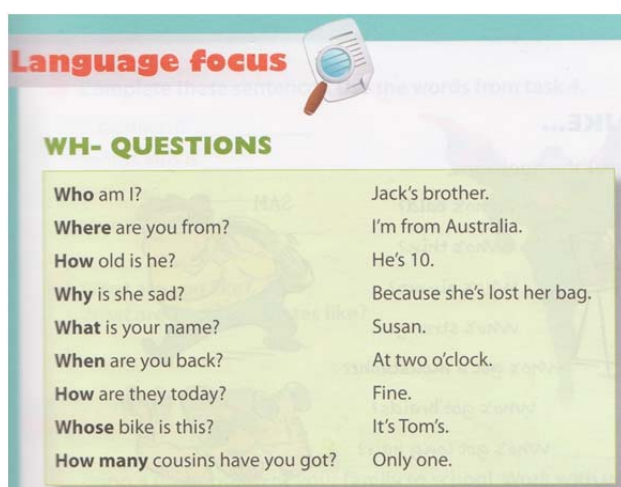 Language focus
WH- QUESTIONS
Who am I? Jack's brother.
Where are you from? I'm from Australia.
How old is he? He's 10.
Why is she sad? Because she's lost her bag.
What is your name? Susan.
When are you back? At two o'clock.
How are they today? Fine.
Whose bike is this? It's Tom's.
How many cousins have you got? Only one.